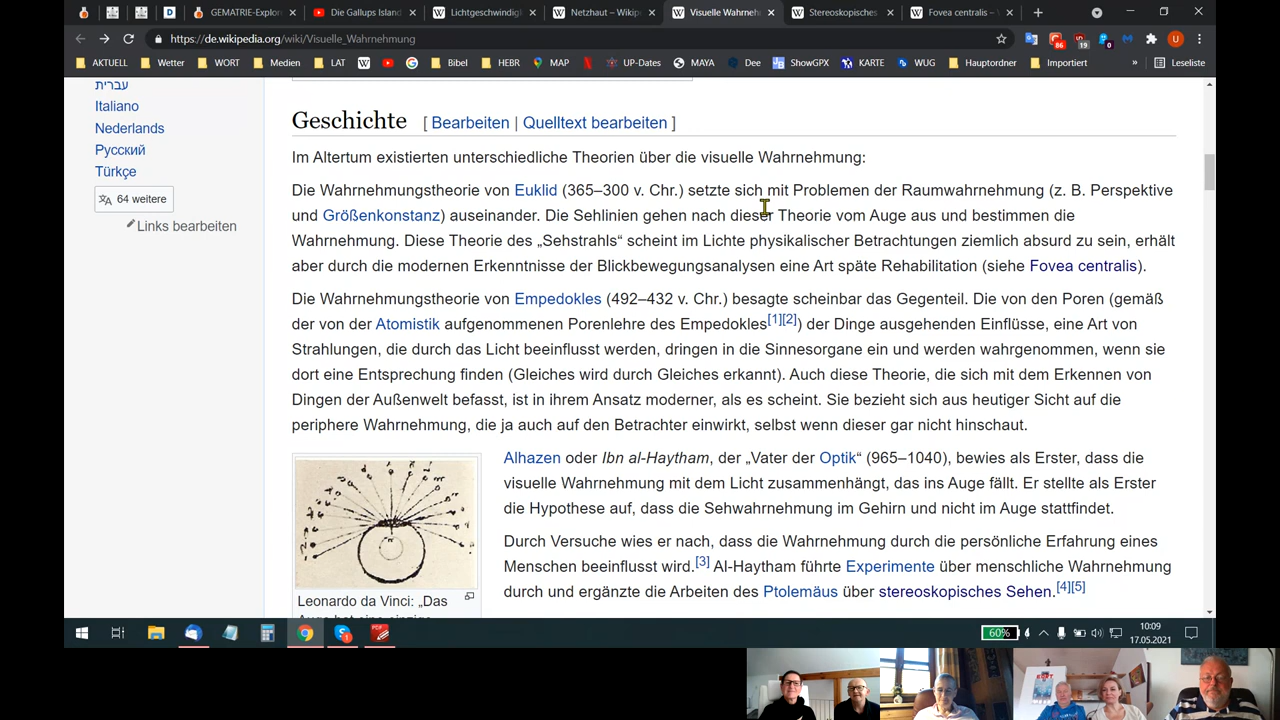 GEMATRIE-Explor
Die Gallups Island
Lichtgeschwindig
Netzhaut – Wikip
Visuelle Wahrneh
Stereoskopisches
Fovea centralis – V
https://de.wikipedia.org/wiki/Visuelle_Wahrnehmung
86
19
0
U
AKTUELL Wetter WORT Medien LAT Bibel HEBR MAP UP-Dates MAYA Dee ShowGPX KARTE WUG Hauptordner Importiert » Leseliste
עברית
Italiano
Nederlands
Русский
Türkçe
64 weitere
Links bearbeiten
Geschichte [ Bearbeiten | Quelltext bearbeiten ]
Im Altertum existierten unterschiedliche Theorien über die visuelle Wahrnehmung:
Die Wahrnehmungstheorie von Euklid (365–300 v. Chr.) setzte sich mit Problemen der Raumwahrnehmung (z. B. Perspektive
und Größenkonstanz) auseinander. Die Sehlinien gehen nach dieser Theorie vom Auge aus und bestimmen die
Wahrnehmung. Diese Theorie des „Sehstrahls“ scheint im Lichte physikalischer Betrachtungen ziemlich absurd zu sein, erhält
aber durch die modernen Erkenntnisse der Blickbewegungsanalysen eine Art späte Rehabilitation (siehe Fovea centralis).
Die Wahrnehmungstheorie von Empedokles (492–432 v. Chr.) besagte scheinbar das Gegenteil. Die von den Poren (gemäß
der von der Atomistik aufgenommenen Porenlehre des Empedokles[1][2]) der Dinge ausgehenden Einflüsse, eine Art von
Strahlungen, die durch das Licht beeinflusst werden, dringen in die Sinnesorgane ein und werden wahrgenommen, wenn sie
dort eine Entsprechung finden (Gleiches wird durch Gleiches erkannt). Auch diese Theorie, die sich mit dem Erkennen von
Dingen der Außenwelt befasst, ist in ihrem Ansatz moderner, als es scheint. Sie bezieht sich aus heutiger Sicht auf die
periphere Wahrnehmung, die ja auch auf den Betrachter einwirkt, selbst wenn dieser gar nicht hinschaut.
Alhazen oder Ibn al-Haytham, der „Vater der Optik“ (965–1040), bewies als Erster, dass die
visuelle Wahrnehmung mit dem Licht zusammenhängt, das ins Auge fällt. Er stellte als Erster
die Hypothese auf, dass die Sehwahrnehmung im Gehirn und nicht im Auge stattfindet.
Durch Versuche wies er nach, dass die Wahrnehmung durch die persönliche Erfahrung eines
Menschen beeinflusst wird.[3] Al-Haytham führte Experimente über menschliche Wahrnehmung
durch und ergänzte die Arbeiten des Ptolemäus über stereoskopisches Sehen.[4][5]
Leonardo da Vinci: „Das
60%
10:09
17.05.2021